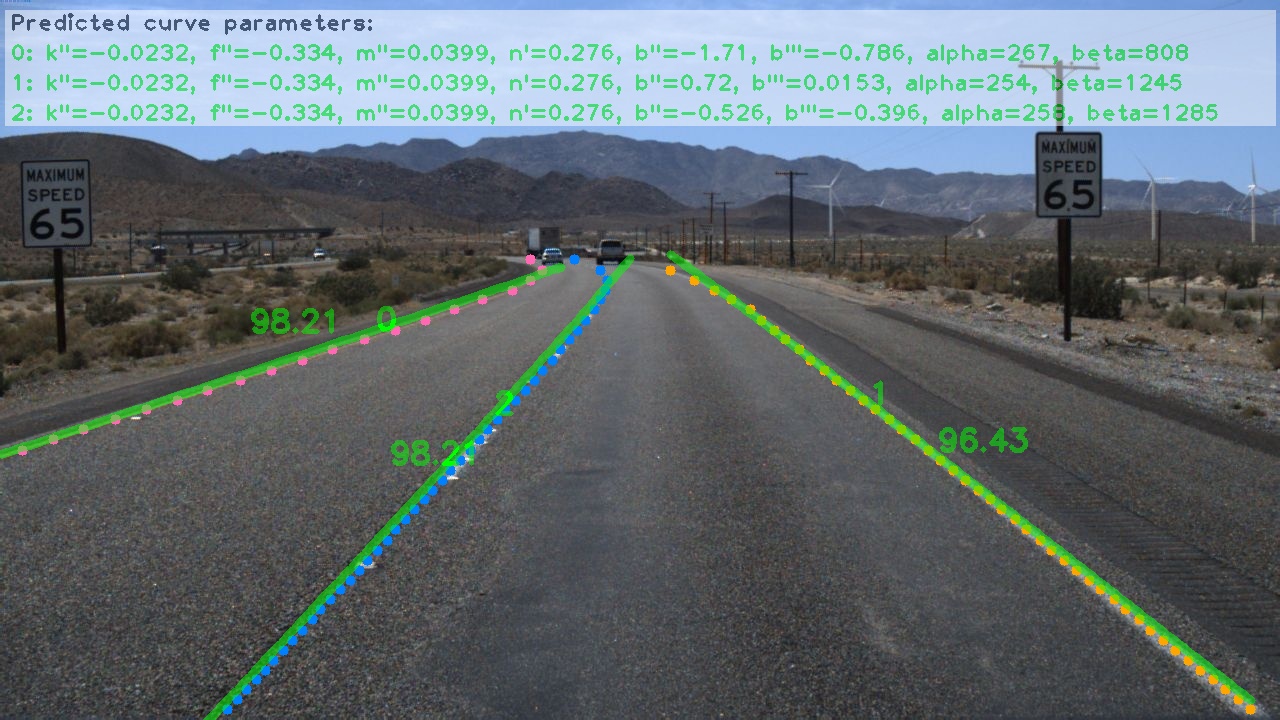 Predicted curve parameters:
0: k''=-0.0232, f''=-0.334, m''=0.0399, n'=0.276, b''=-1.71, b'''=-0.786, alpha=267, beta=808
1: k''=-0.0232, f''=-0.334, m''=0.0399, n'=0.276, b''=0.72, b'''=0.0153, alpha=254, beta=1245
2: k''=-0.0232, f''=-0.334, m''=0.0399, n'=0.276, b''=-0.526, b'''=-0.396, alpha=258, beta=1285
MAXIMUM
SPEED
65
MAXIMUM
SPEED
65
98.21 0
2
1
98.21
96.43